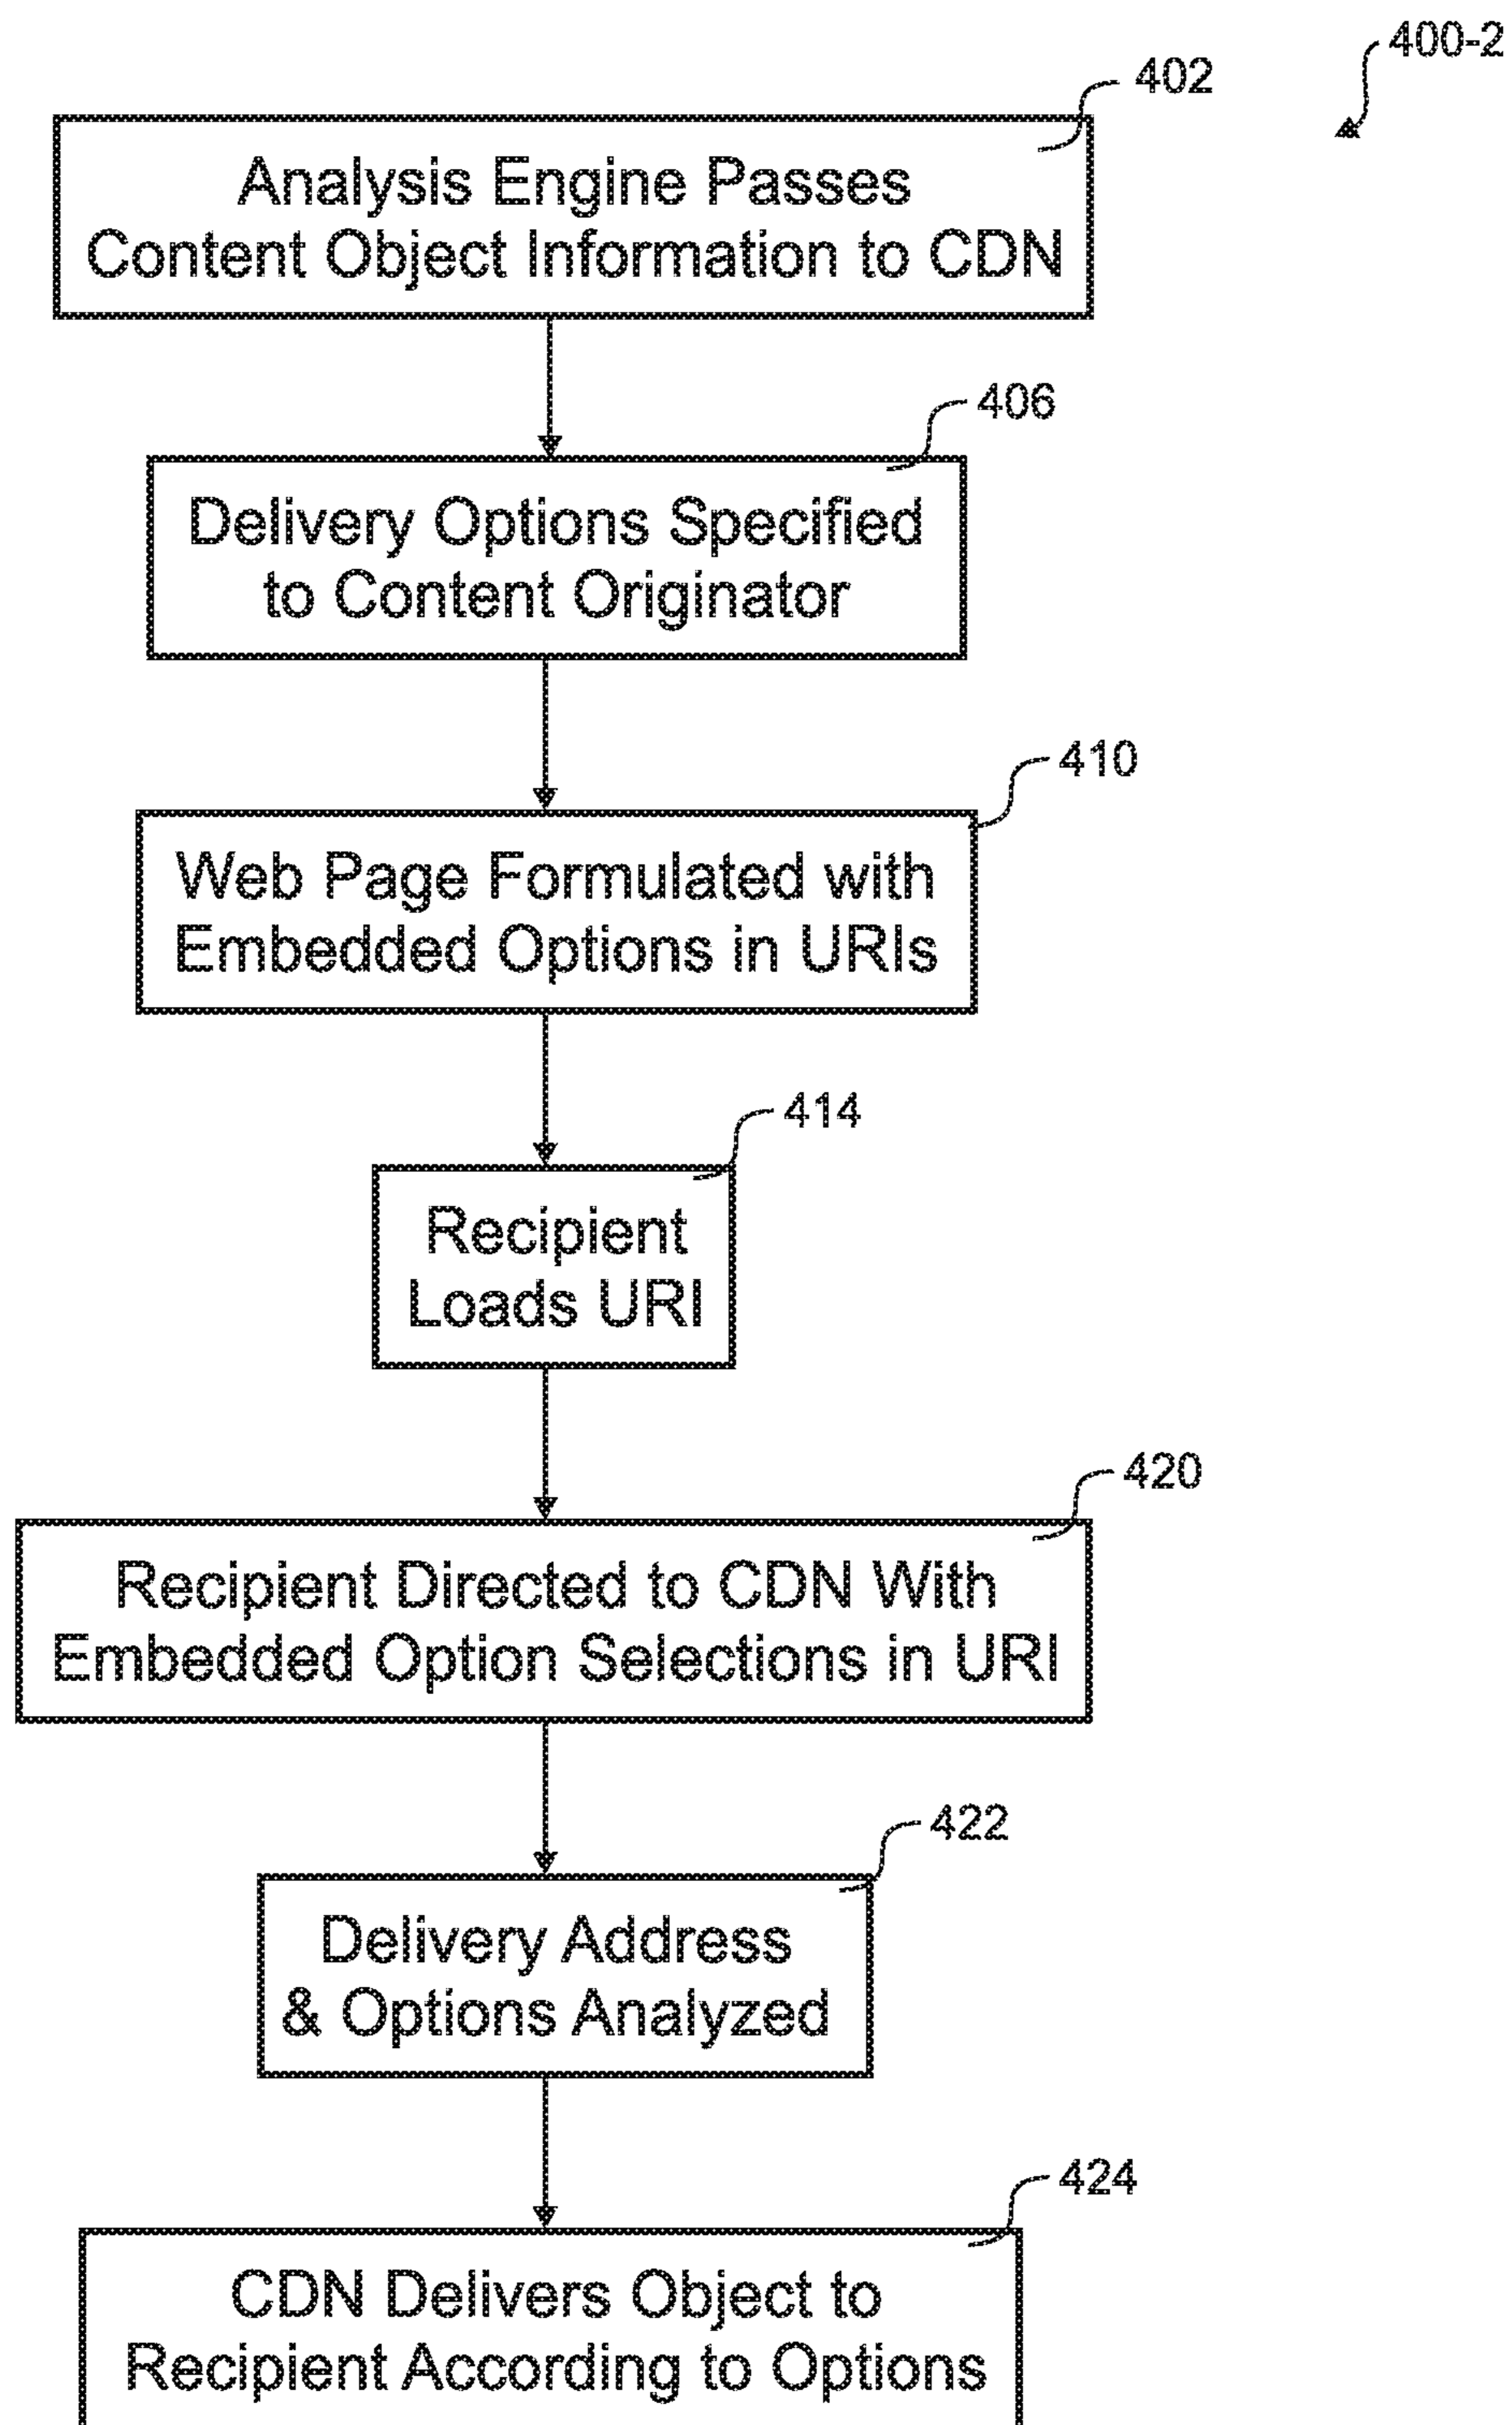 400-2
402
Analysis Engine Passes
Content Object Information to CDN
406
Delivery Options Specified
to Content Originator
410
Web Page Formulated with
Embedded Options in URIs
414
Recipient
Loads URI
420
Recipient Directed to CDN With
Embedded Option Selections in URI
422
Delivery Address
& Options Analyzed
424
CDN Delivers Object to
Recipient According to Options